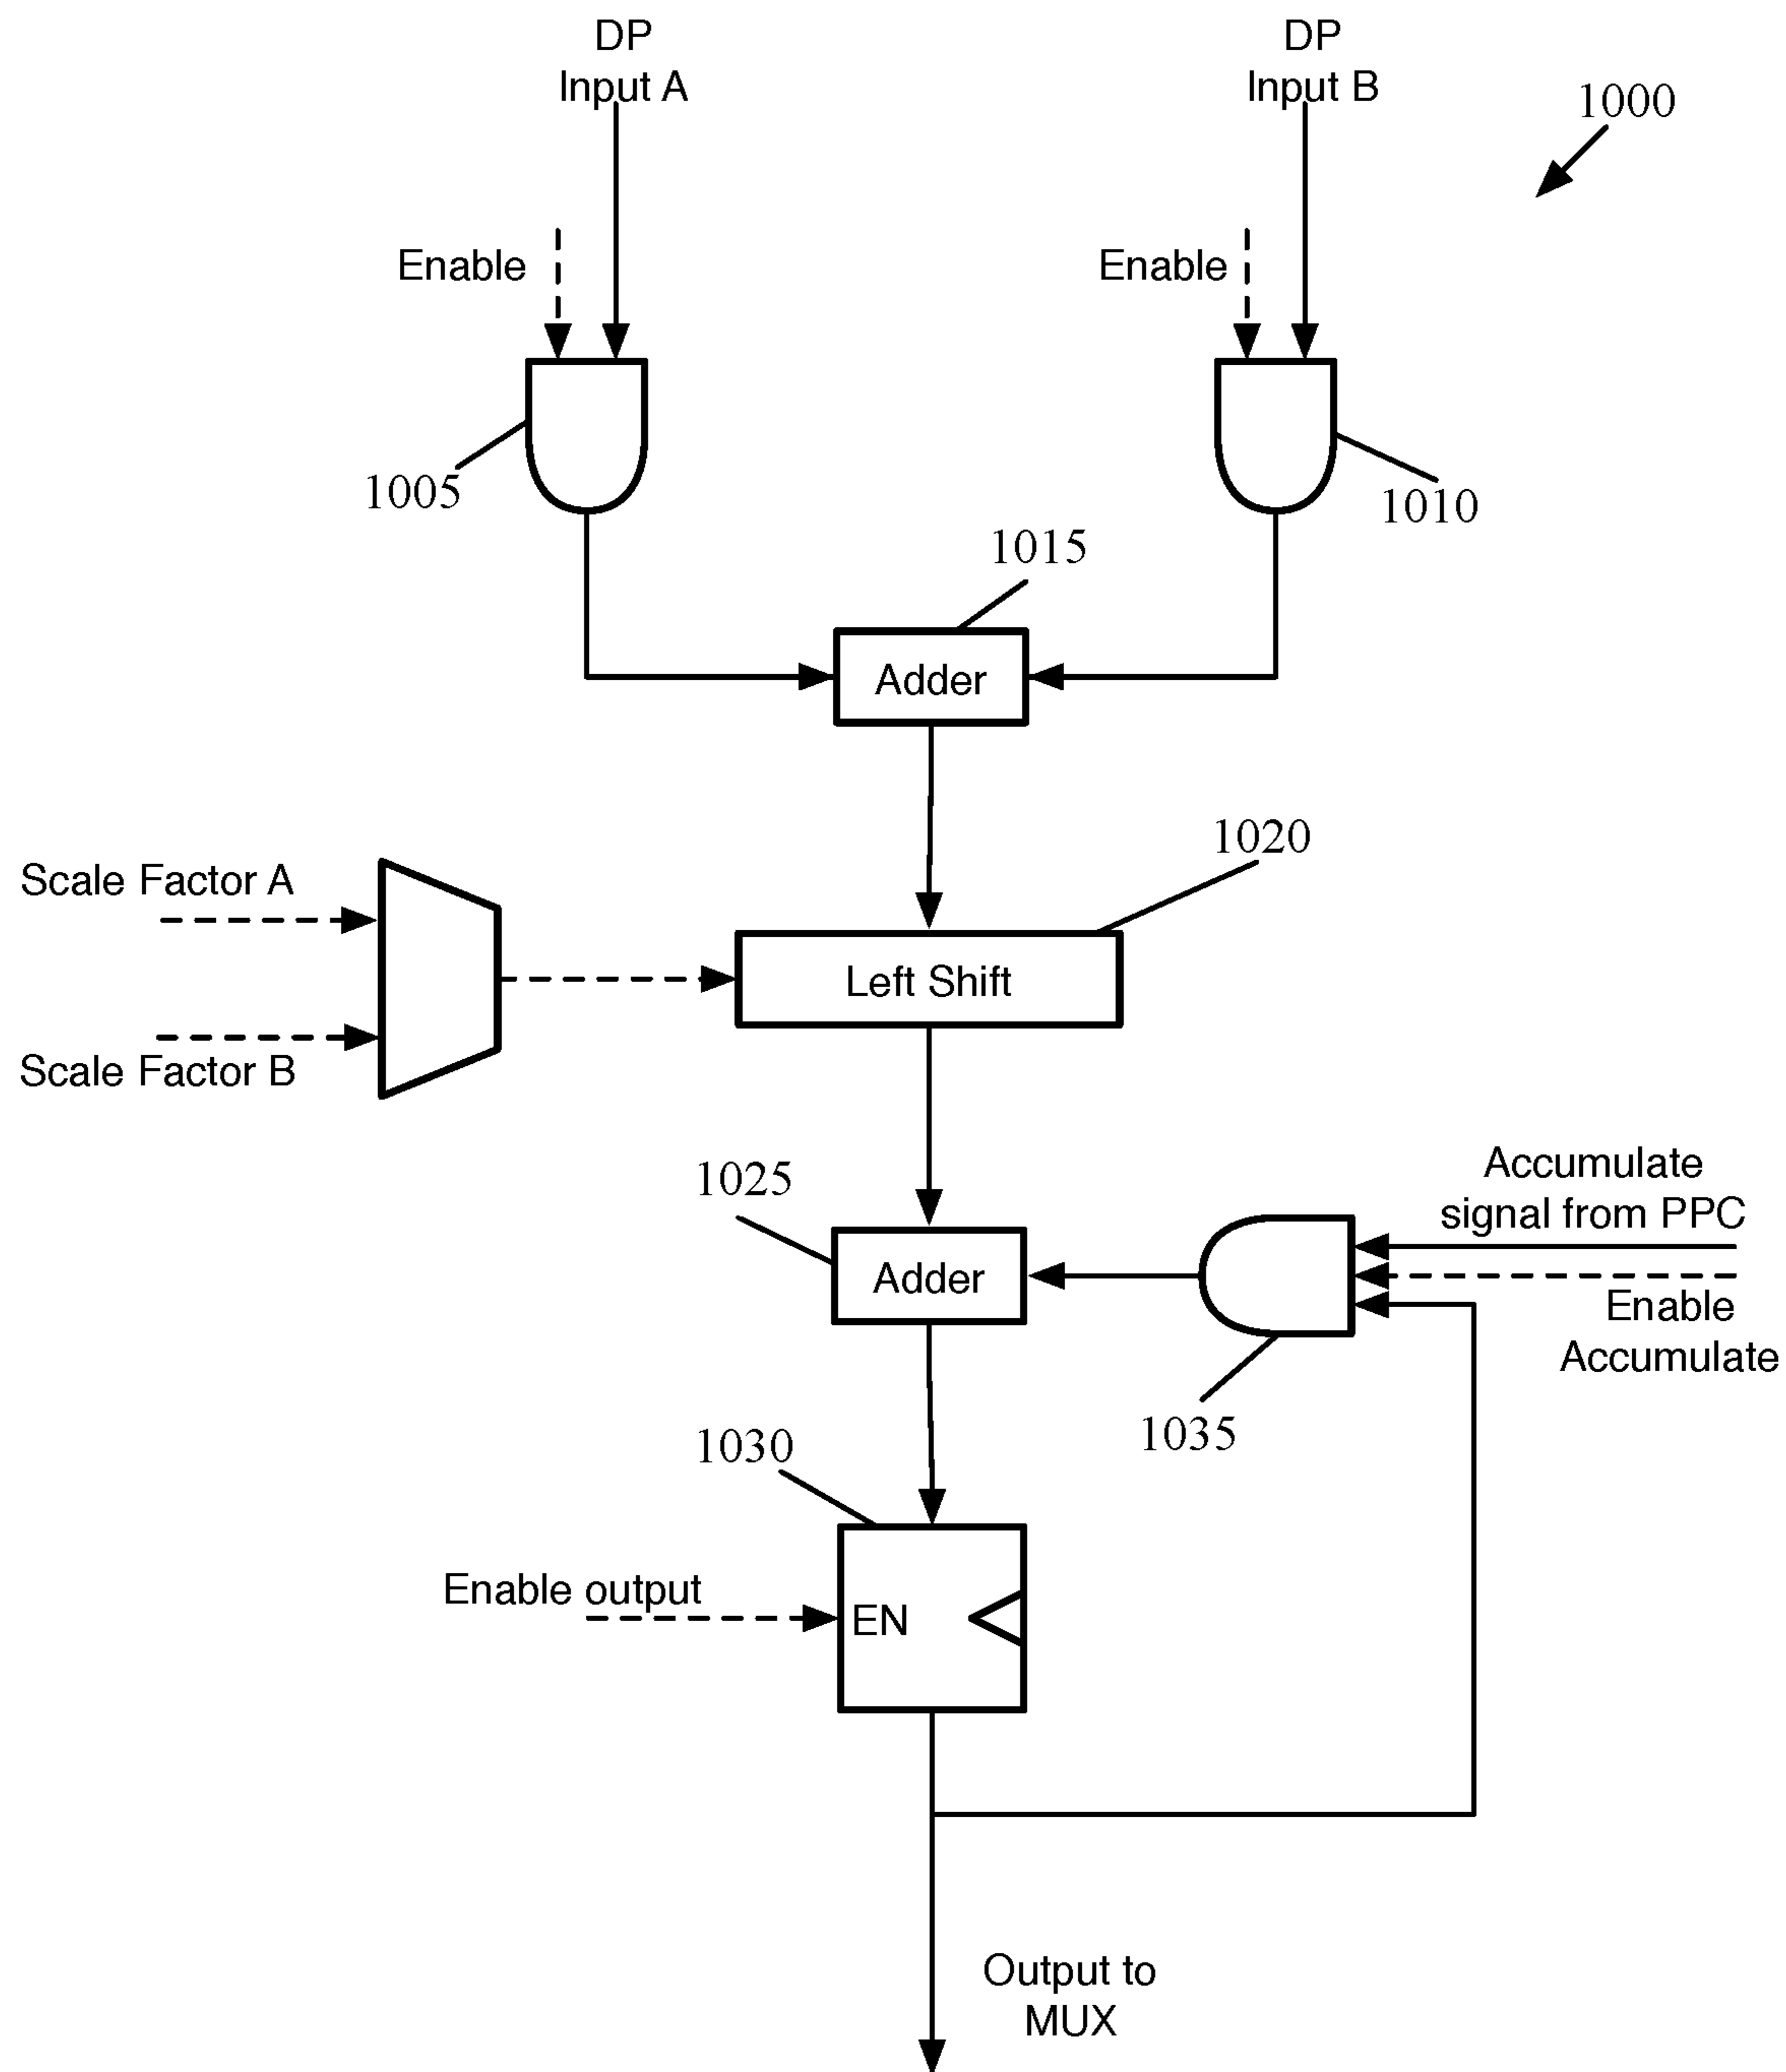 DP
Input A
DP
Input B
1000
Enable
Enable
1005
1010
1015
Adder
1020
Scale Factor A
Left Shift
Scale Factor B
Accumulate
signal from PPC
1025
Adder
Enable
Accumulate
1035
1030
Enable output
EN
Output to
MUX